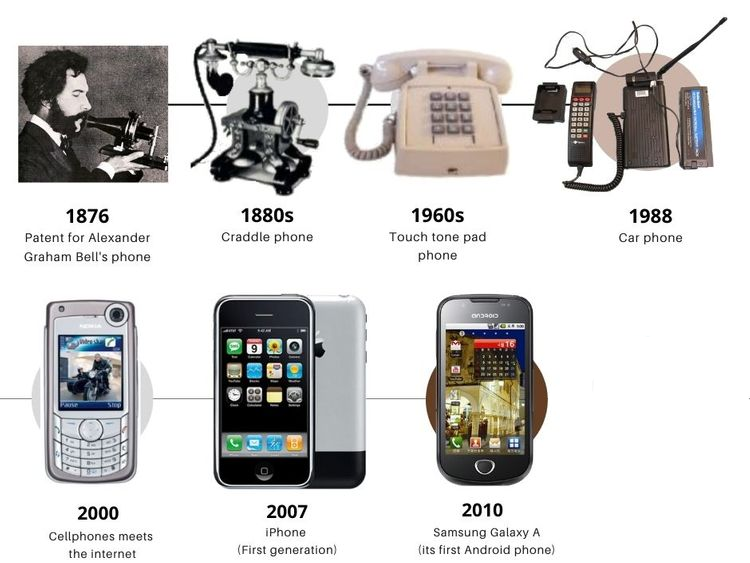 1876
Patent for Alexander
Graham Bell's phone
1880s
Craddle phone
1960s
Touch tone pad
phone
1988
Car phone
NOKIA
Pause Stop
2000
Cellphones meets
the internet
2007
iPhone
(First generation)
ANDROID
16
2010
Samsung Galaxy A
(its first Android phone)